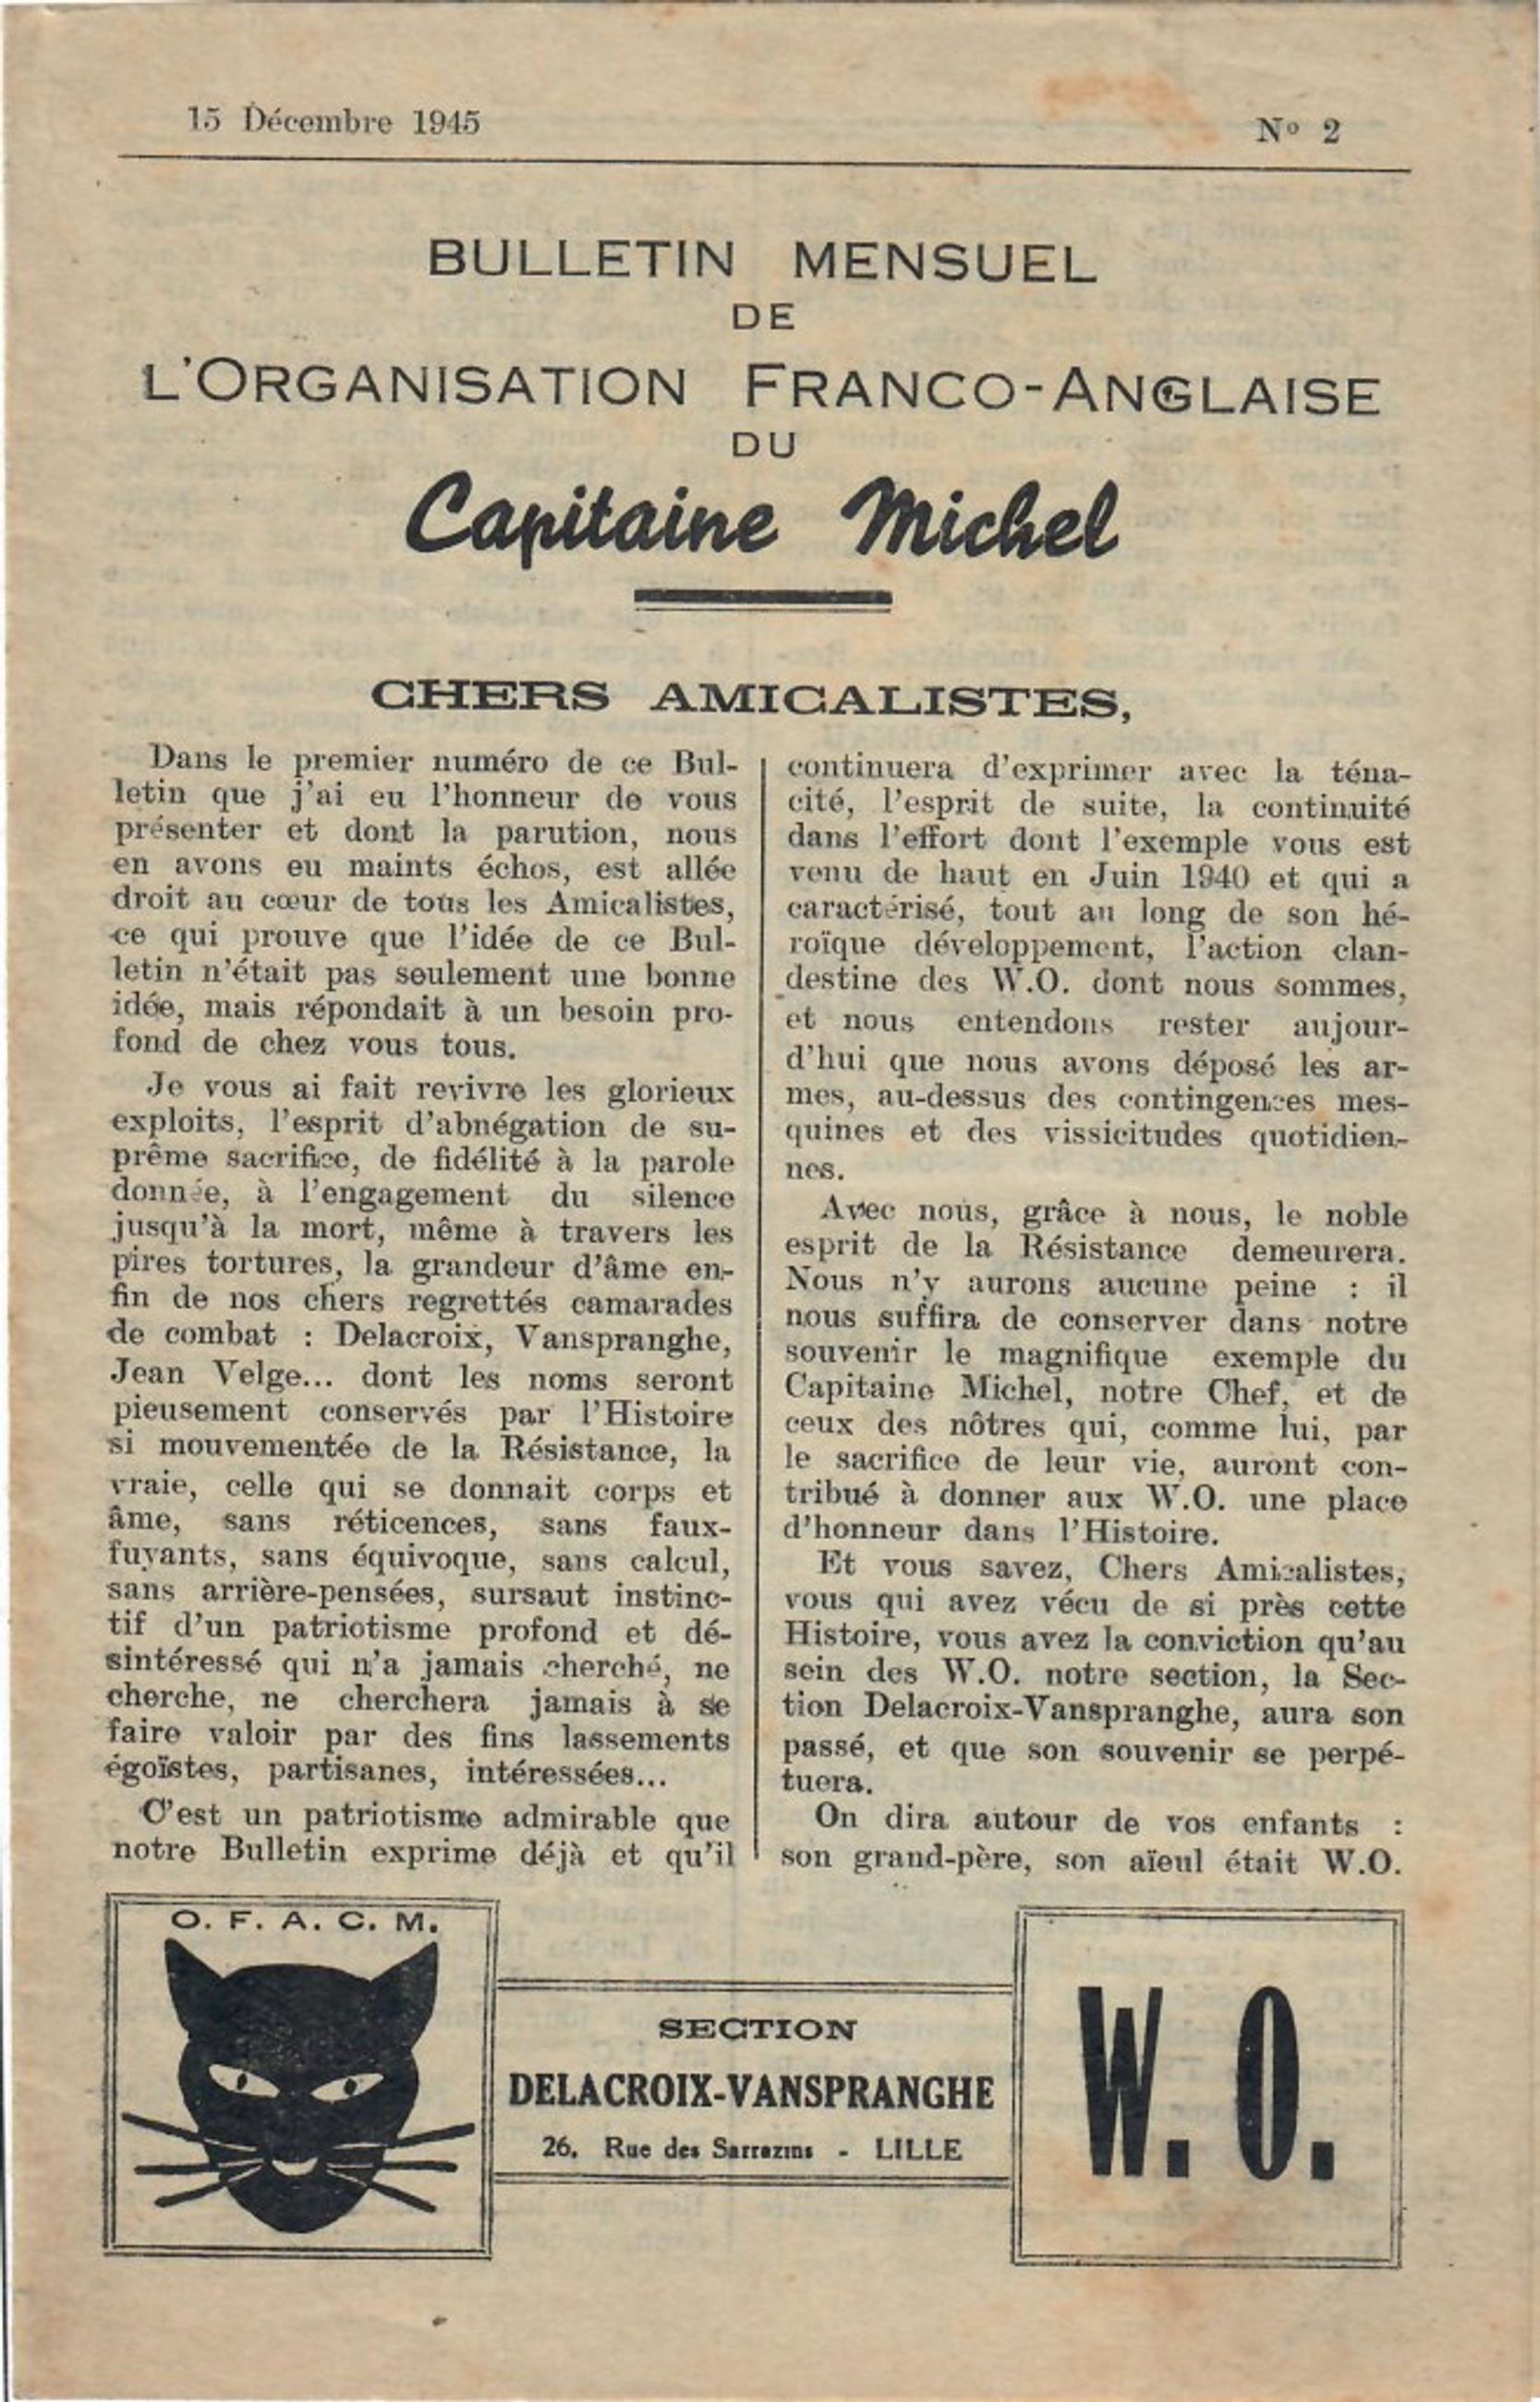 15 Décembre 1945
N° 2
BULLETIN MENSUEL
DE
L'ORGANISATION FRANCO-ANGLAISE
DU
Capitaine Michel
CHERS AMICALISTES,
Dans le premier numéro de ce Bul-
letin que j'ai eu l'honneur de vous
présenter et dont la parution, nous
en avons eu maints échos, est allée
droit au cœur de tous les Amicalistes,
ce qui prouve que l'idée de ce Bul-
letin n'était pas seulement une bonne
idée, mais répondait à un besoin pro-
fond de chez vous tous.
Je vous ai fait revivre les glorieux
exploits, l'esprit d'abnégation de su-
prême sacrifice, de fidélité à la parole
donnée, à l'engagement du silence
jusqu'à la mort, même à travers les
pires tortures, la grandeur d'âme en-
fin de nos chers regrettés camarades
de combat : Delacroix, Vanspranghe,
Jean Velge... dont les noms seront
pieusement conservés par l'Histoire
si mouvementée de la Résistance, la
vraie, celle qui se donnait corps et
âme, sans réticences, sans faux-
fuyants, sans équivoque, sans calcul,
sans arrière-pensées, sursaut instinc-
tif d'un patriotisme profond et dé-
sintéressé qui n'a jamais cherché, ne
cherche, ne cherchera jamais à se
faire valoir par des fins lassements
égoïstes, partisanes, intéressées...
C'est un patriotisme admirable que
notre Bulletin exprime déjà et qu'il
continuera d'exprimer avec la téna-
cité, l'esprit de suite, la continuité
dans l'effort dont l'exemple vous est
venu de haut en Juin 1940 et qui a
caractérisé, tout au long de son hé-
roïque développement, l'action clan-
destine des W.O. dont nous sommes,
et nous entendons rester aujour-
d'hui que nous avons déposé les ar-
mes, au-dessus des contingences mes-
quines et des vissicitudes quotidien-
nes.
Avec nous, grâce à nous, le noble
esprit de la Résistance demeurera.
Nous n'y aurons aucune peine : il
nous suffira de conserver dans notre
souvenir le magnifique exemple du
Capitaine Michel, notre Chef, et de
ceux des nôtres qui, comme lui, par
le sacrifice de leur vie, auront con-
tribué à donner aux W.O. une place
d'honneur dans l'Histoire.
Et vous savez, Chers Amicalistes,
vous qui avez vécu de si près cette
Histoire, vous avez la conviction qu'au
sein des W.O. notre section, la Sec-
tion Delacroix-Vanspranghe, aura son
passé, et que son souvenir se perpé-
tuera.
On dira autour de vos enfants :
son grand-père, son aïeul était W.O.
O. F. A. C. M.
SECTION
DELACROIX-VANSPRANGHE
26, Rue des Sarrazins - LILLE
W. O.